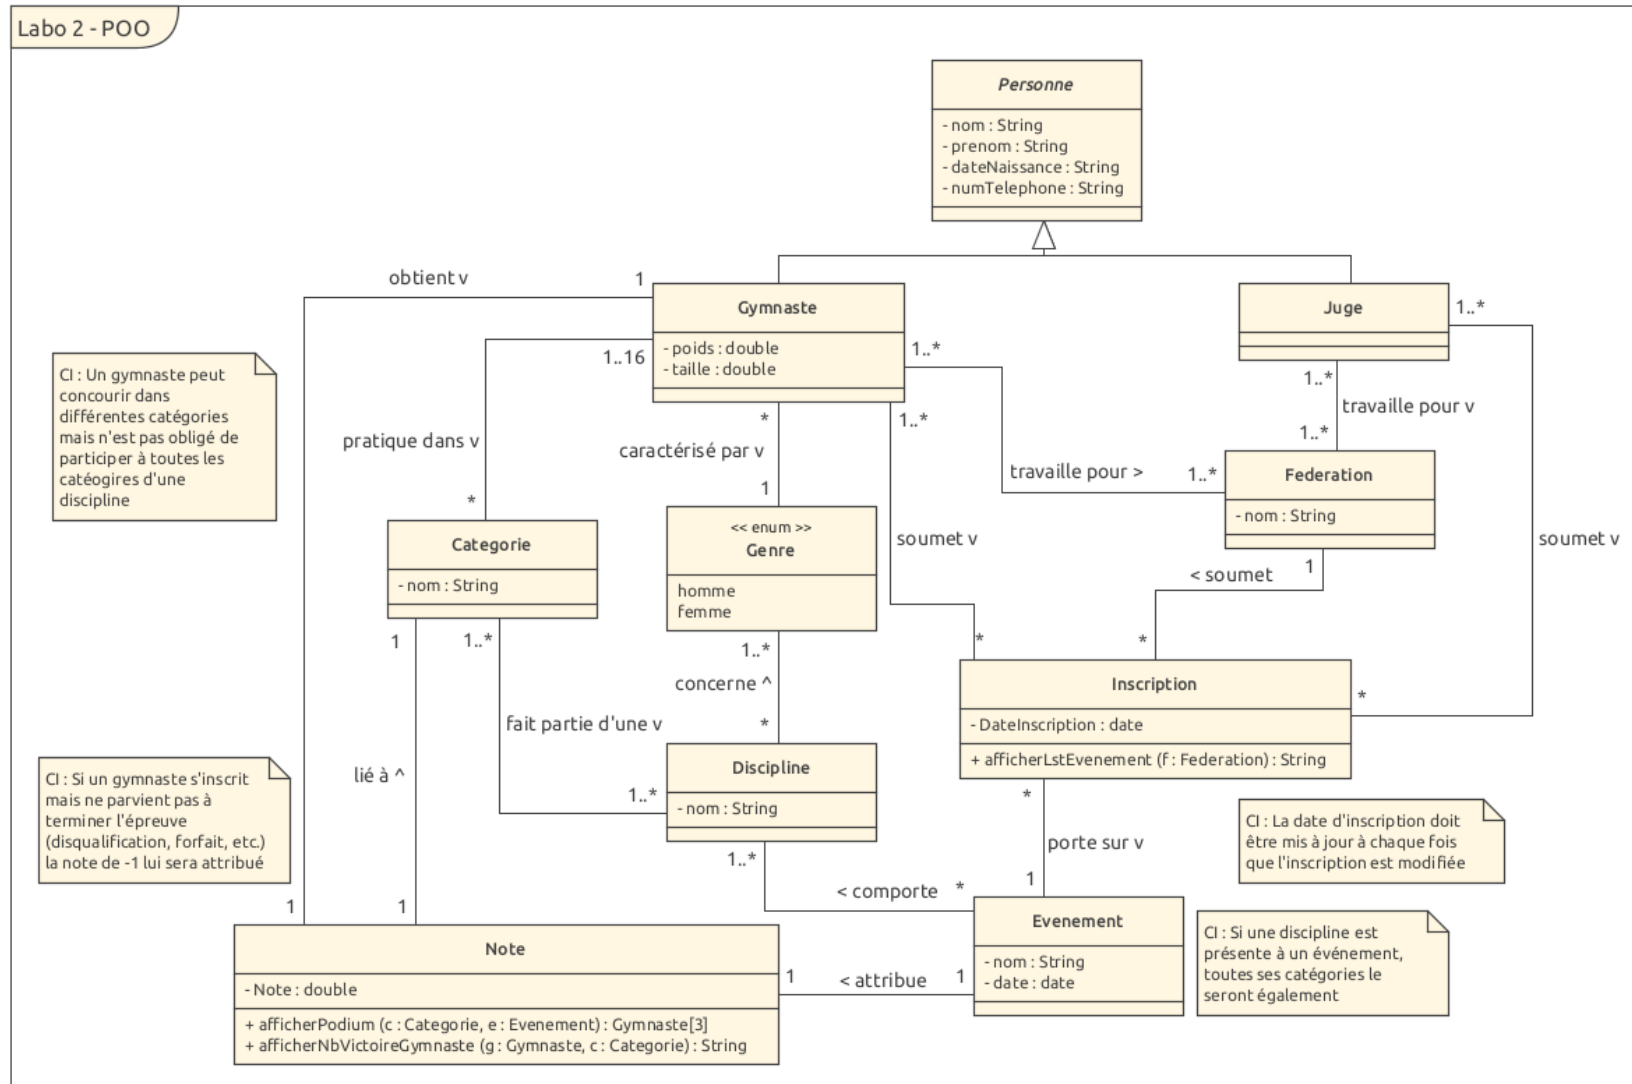 Labo 2 - POO
Personne
- nom : String
- prenom : String
- dateNaissance : String
- numTelephone : String
obtient v
1
Gymnaste
- poids : double
- taille : double
1..16
1..*
1..*
*
Juge
1..*
1..*
travaille pour v
1..*
CI : Un gymnaste peut
concourir dans
différentes catégories
mais n'est pas obligé de
participer à toutes les
catéogires d'une
discipline
pratique dans v
*
caractérisé par v
1
travaille pour >
1..*
Federation
- nom : String
1
soumet v
soumet v
< soumet
Categorie
- nom : String
1
1..*
<< enum >>
Genre
homme
femme
1..*
concerne ^
*
*
*
*
Inscription
- DateInscription : date
+ afficherLstEvenement (f : Federation) : String
*
fait partie d'une v
1..*
lié à ^
Discipline
- nom : String
1..*
CI : Si un gymnaste s'inscrit
mais ne parvient pas à
terminer l'épreuve
(disqualification, forfait, etc.)
la note de -1 lui sera attribué
CI : La date d'inscription doit
être mis à jour à chaque fois
que l'inscription est modifiée
porte sur v
1
< comporte
*
1
1
Evenement
- nom : String
- date : date
CI : Si une discipline est
présente à un événement,
toutes ses catégories le
seront également
Note
- Note : double
+ afficherPodium (c : Categorie, e : Evenement) : Gymnaste[3]
+ afficherNbVictoireGymnaste (g : Gymnaste, c : Categorie) : String
1
< attribue
1